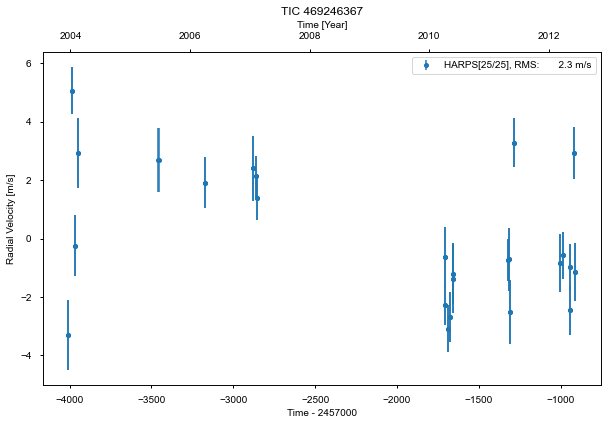 TIC 469246367
Time [Year]
2004 2006 2008 2010 2012
HARPS[25/25], RMS: 2.3 m/s
Radial Velocity [m/s]
6
4
2
0
−2
−4
−4000 −3500 −3000 −2500 −2000 −1500 −1000
Time - 2457000